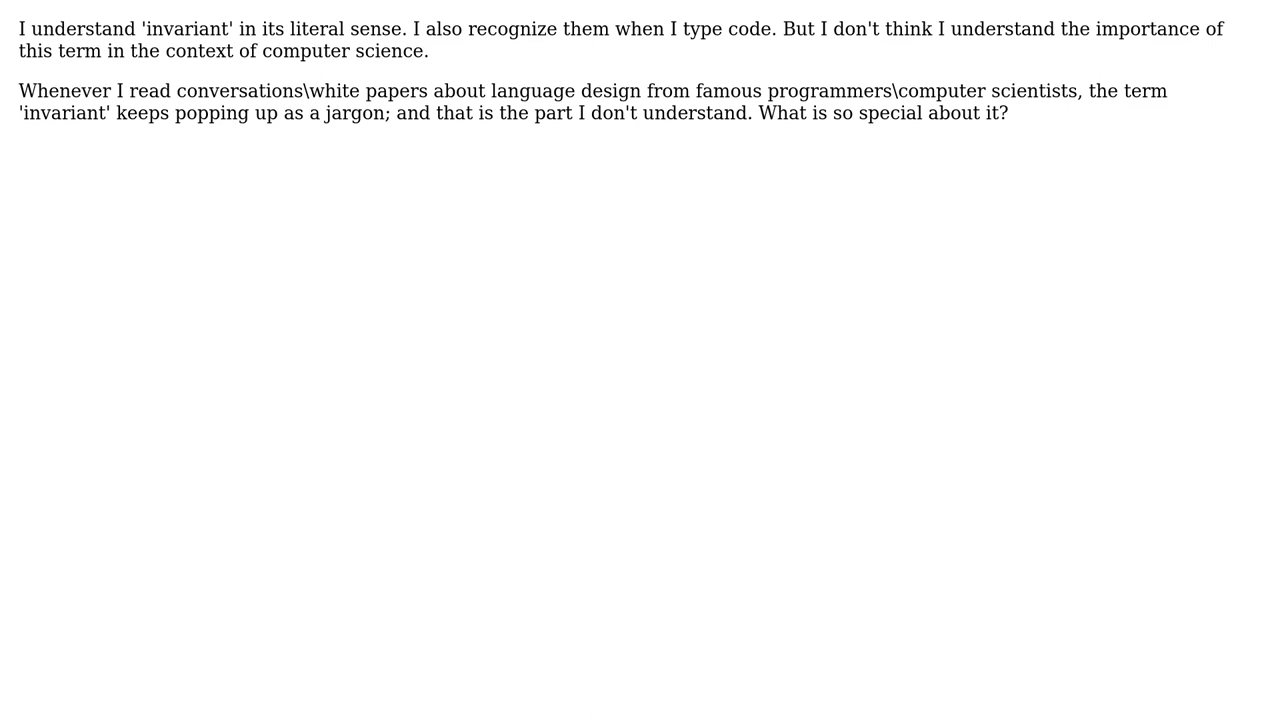 I understand 'invariant' in its literal sense. I also recognize them when I type code. But I don't think I understand the importance of
this term in the context of computer science.
Whenever I read conversations\white papers about language design from famous programmers\computer scientists, the term
'invariant' keeps popping up as a jargon; and that is the part I don't understand. What is so special about it?